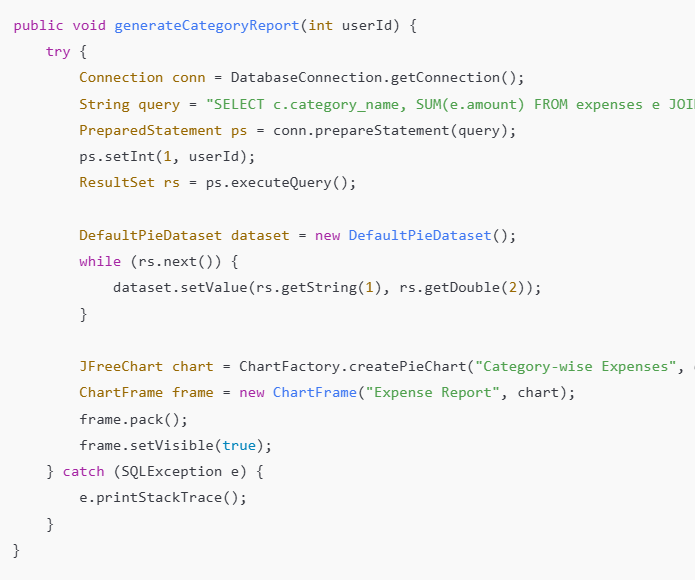 public void generateCategoryReport(int userId) {
try {
Connection conn = DatabaseConnection.getConnection();
String query = "SELECT c.category_name, SUM(e.amount) FROM expenses e JOI
PreparedStatement ps = conn.prepareStatement(query);
ps.setInt(1, userId);
ResultSet rs = ps.executeQuery();
DefaultPieDataset dataset = new DefaultPieDataset();
while (rs.next()) {
dataset.setValue(rs.getString(1), rs.getDouble(2));
}
JFreeChart chart = ChartFactory.createPieChart("Category-wise Expenses",
ChartFrame frame = new ChartFrame("Expense Report", chart);
frame.pack();
frame.setVisible(true);
} catch (SQLException e) {
e.printStackTrace();
}
}